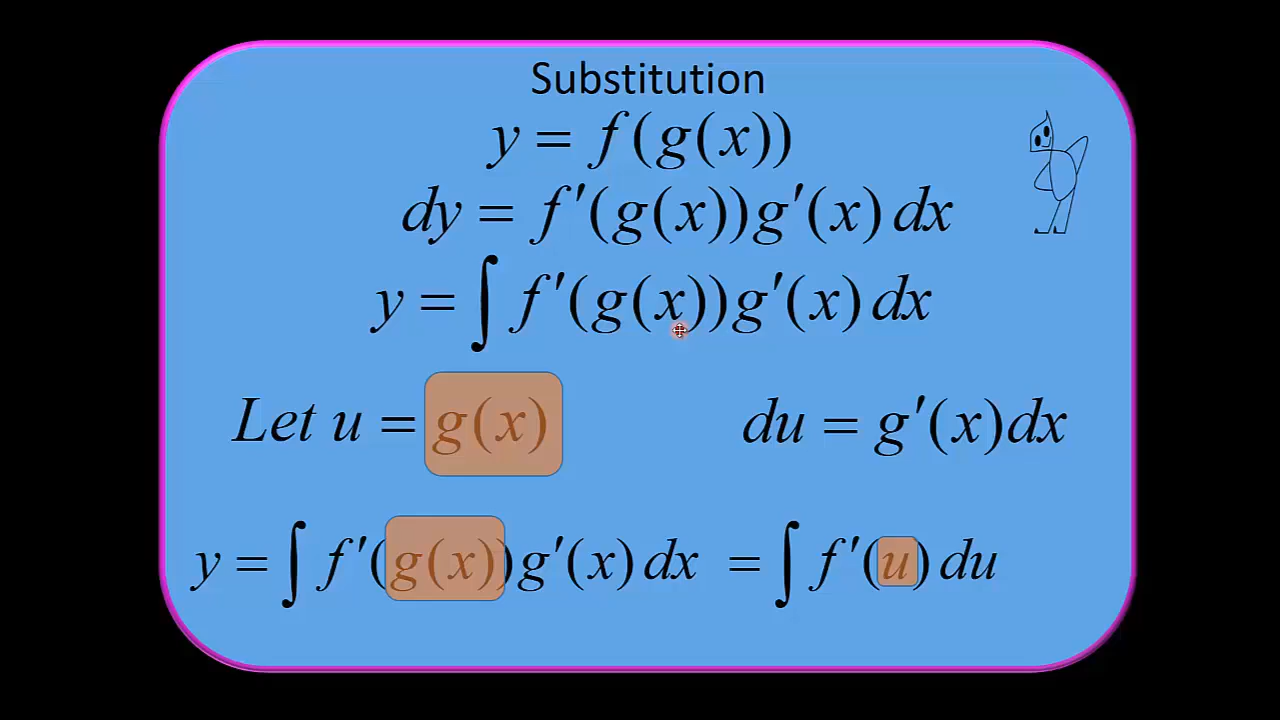 Substitution
y = f(g(x))
dy = f′(g(x))g′(x) dx
y = ∫ f′(g(x))g′(x) dx
Let u = g(x) du = g′(x)dx
y = ∫ f′(g(x))g′(x) dx = ∫ f′(u) du